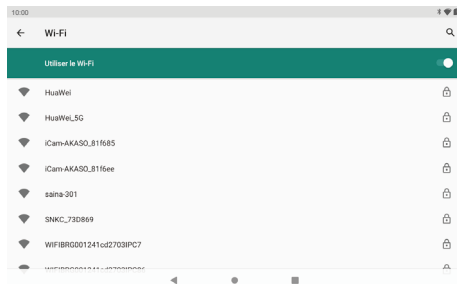 10:00
Wi-Fi
Utiliser le Wi-Fi
HuaWei
HuaWei_5G
iCam-AKASO_81f685
iCam-AKASO_81f6ee
saina-301
SNKC_73D869
WIFIBRG001241cd2703IPC7